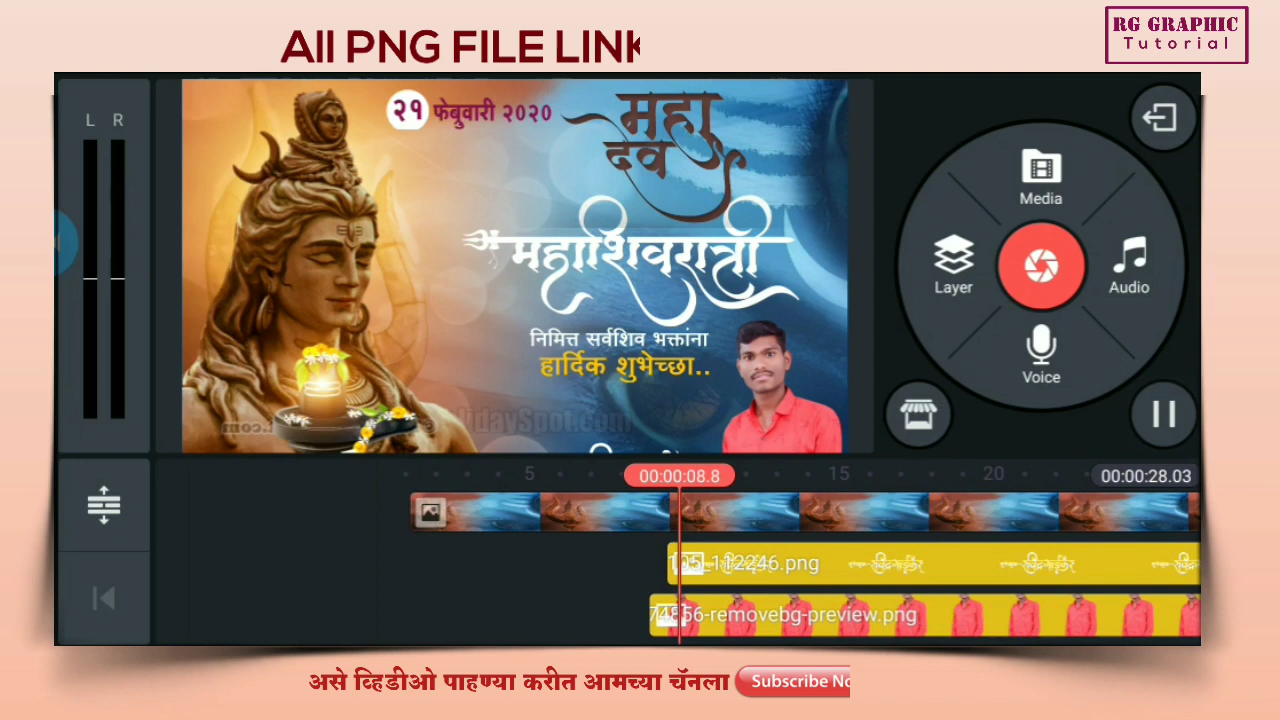 All PNG FILE LINK
RG GRAPHIC
Tutorial
L R
२१ फेब्रुवारी २०२०
महा
देव
महाशिवरात्री
निमित्त सर्वशिव भक्तांना
हार्दिक शुभेच्छा..
Media
Layer
Audio
Voice
5
00:00:08.8
15
20
00:00:28.03
105_112246.png
74856-removebg-preview.png
असे व्हिडीओ पाहण्या करीत आमच्या चॅनला
Subscribe No